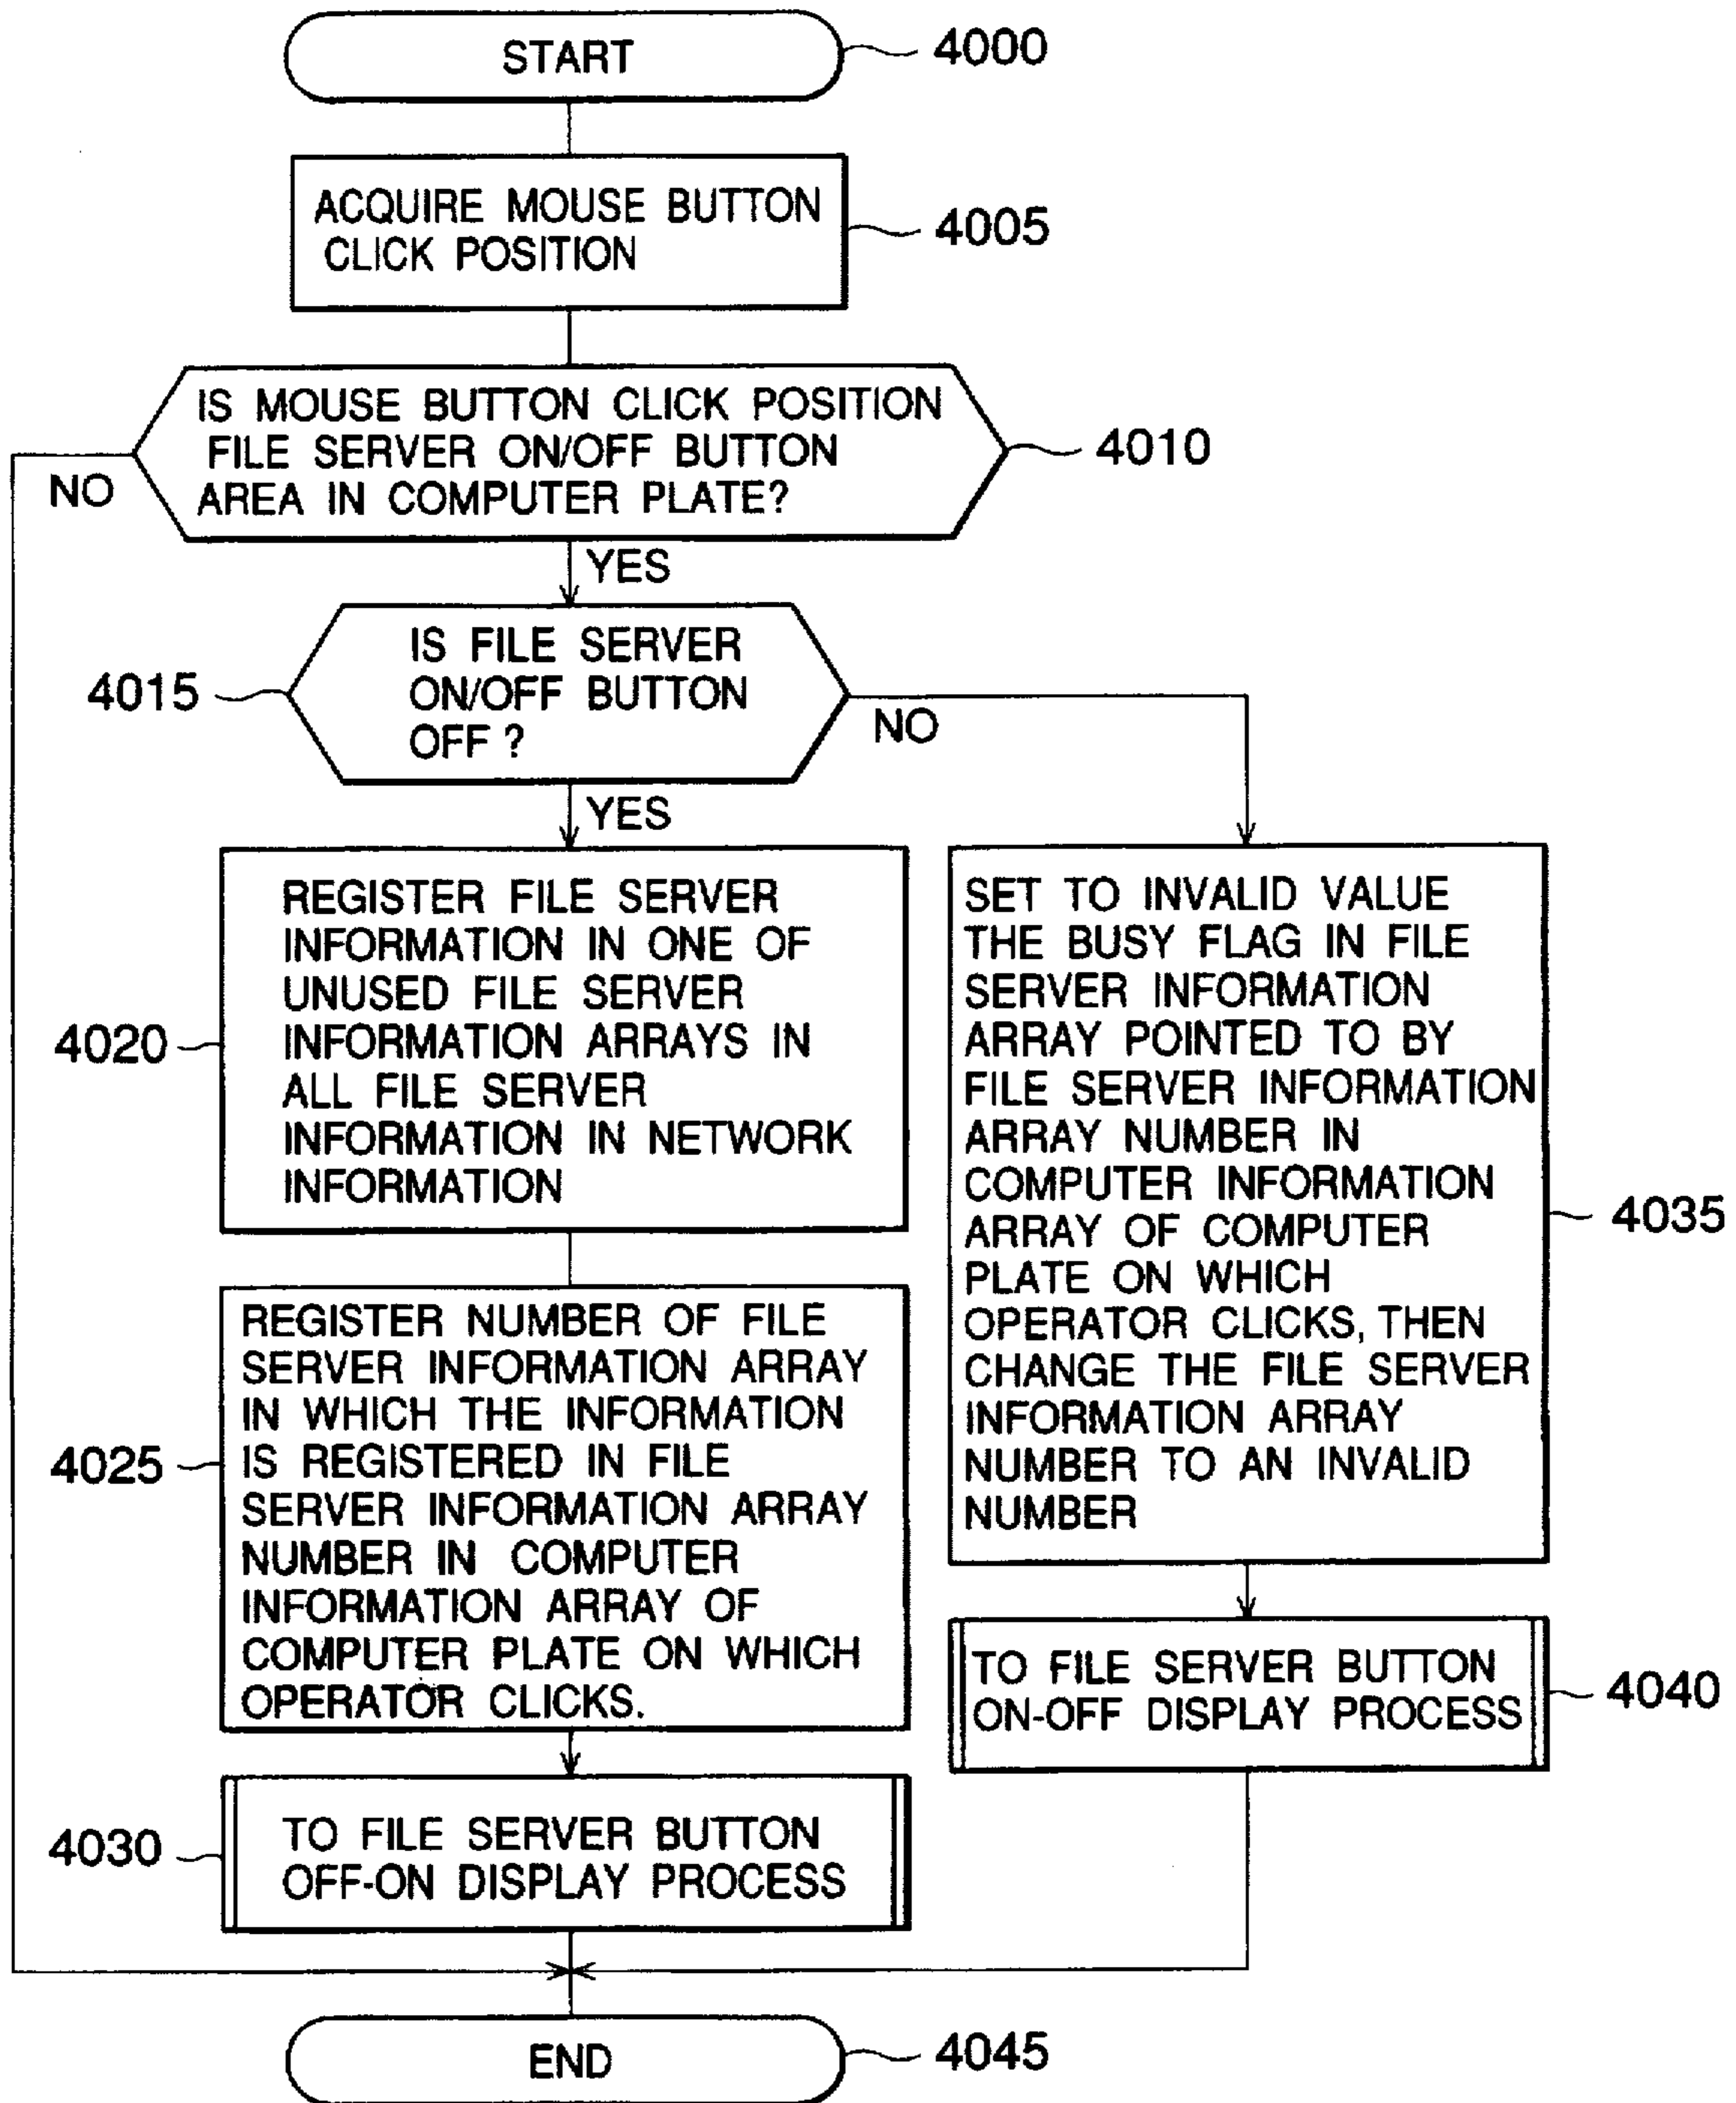 START
4000
ACQUIRE MOUSE BUTTON
CLICK POSITION
4005
IS MOUSE BUTTON CLICK POSITION
FILE SERVER ON/OFF BUTTON
AREA IN COMPUTER PLATE?
4010
NO
YES
IS FILE SERVER
ON/OFF BUTTON
OFF ?
4015
NO
YES
REGISTER FILE SERVER
INFORMATION IN ONE OF
UNUSED FILE SERVER
INFORMATION ARRAYS IN
ALL FILE SERVER
INFORMATION IN NETWORK
INFORMATION
4020
REGISTER NUMBER OF FILE
SERVER INFORMATION ARRAY
IN WHICH THE INFORMATION
IS REGISTERED IN FILE
SERVER INFORMATION ARRAY
NUMBER IN COMPUTER
INFORMATION ARRAY OF
COMPUTER PLATE ON WHICH
OPERATOR CLICKS.
4025
TO FILE SERVER BUTTON
OFF-ON DISPLAY PROCESS
4030
SET TO INVALID VALUE
THE BUSY FLAG IN FILE
SERVER INFORMATION
ARRAY POINTED TO BY
FILE SERVER INFORMATION
ARRAY NUMBER IN
COMPUTER INFORMATION
ARRAY OF COMPUTER
PLATE ON WHICH
OPERATOR CLICKS, THEN
CHANGE THE FILE SERVER
INFORMATION ARRAY
NUMBER TO AN INVALID
NUMBER
4035
TO FILE SERVER BUTTON
ON-OFF DISPLAY PROCESS
4040
END
4045